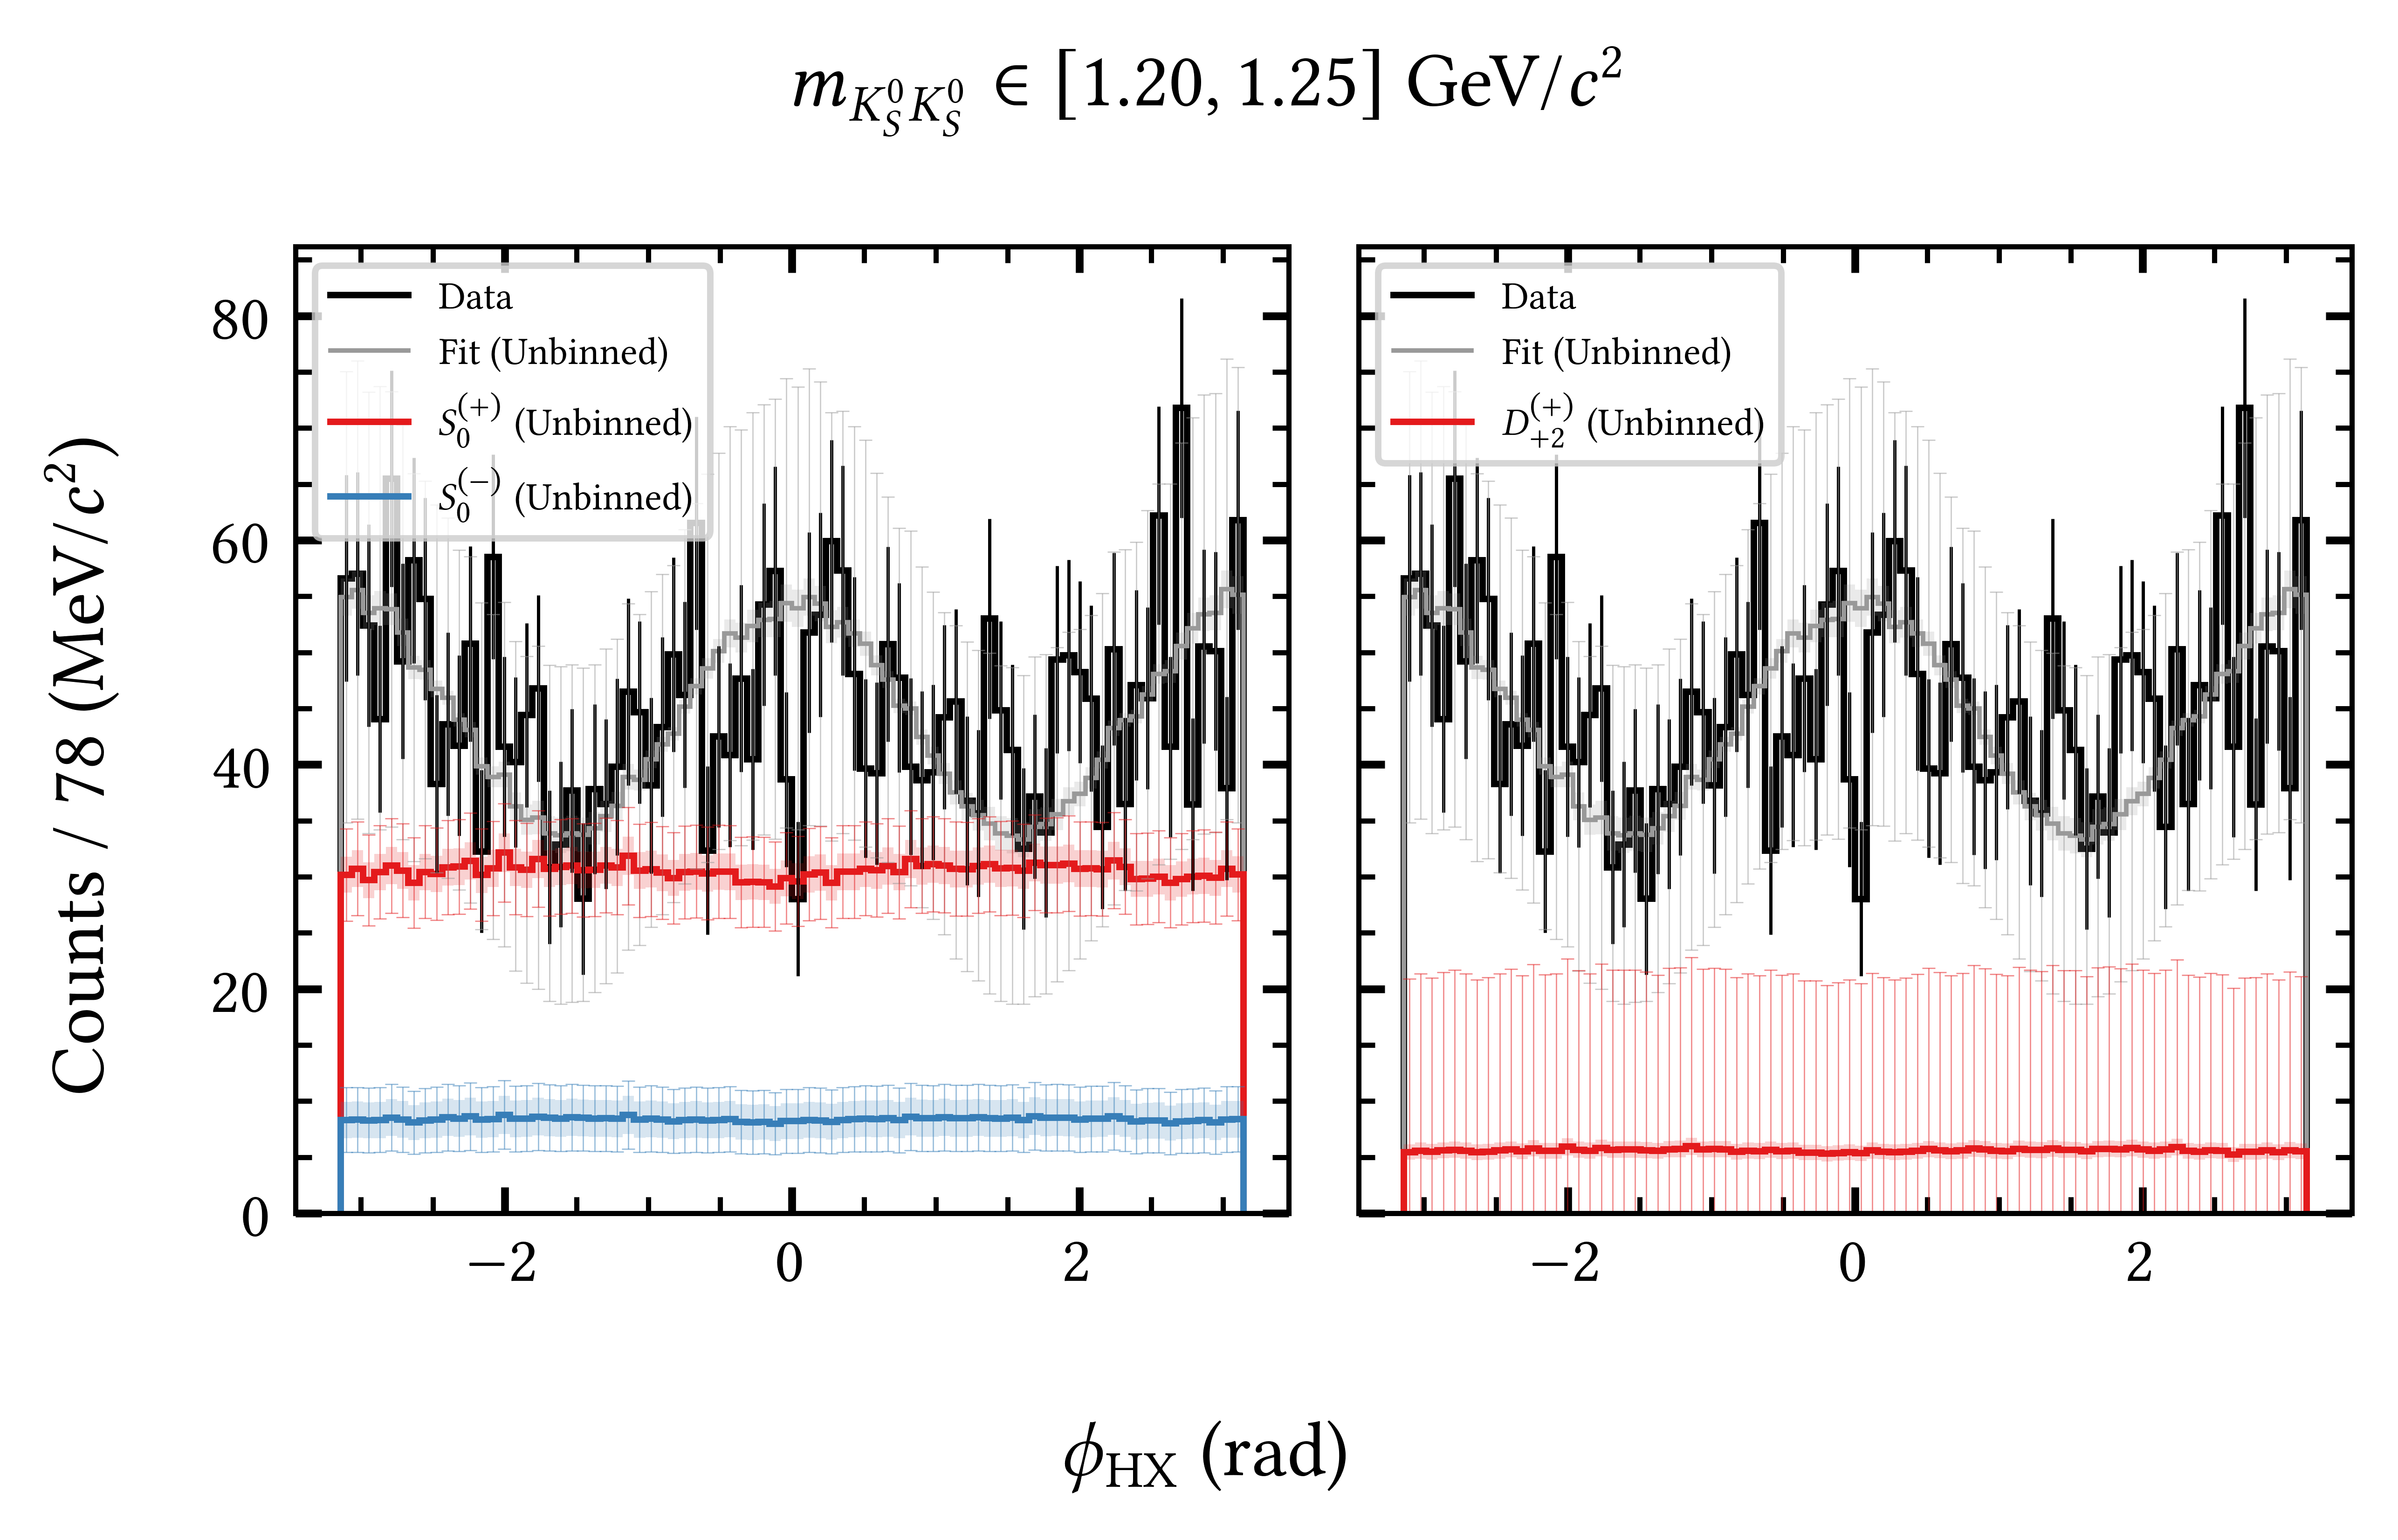 m_{K_S^0 K_S^0} ∈ [1.20, 1.25] GeV/c²
Data
Fit (Unbinned)
S_0^{(+)} (Unbinned)
S_0^{(−)} (Unbinned)
Data
Fit (Unbinned)
D_{+2}^{(+)} (Unbinned)
Counts / 78 (MeV/c²)
80
60
40
20
0
−2 0 2
−2 0 2
ϕ_{HX} (rad)